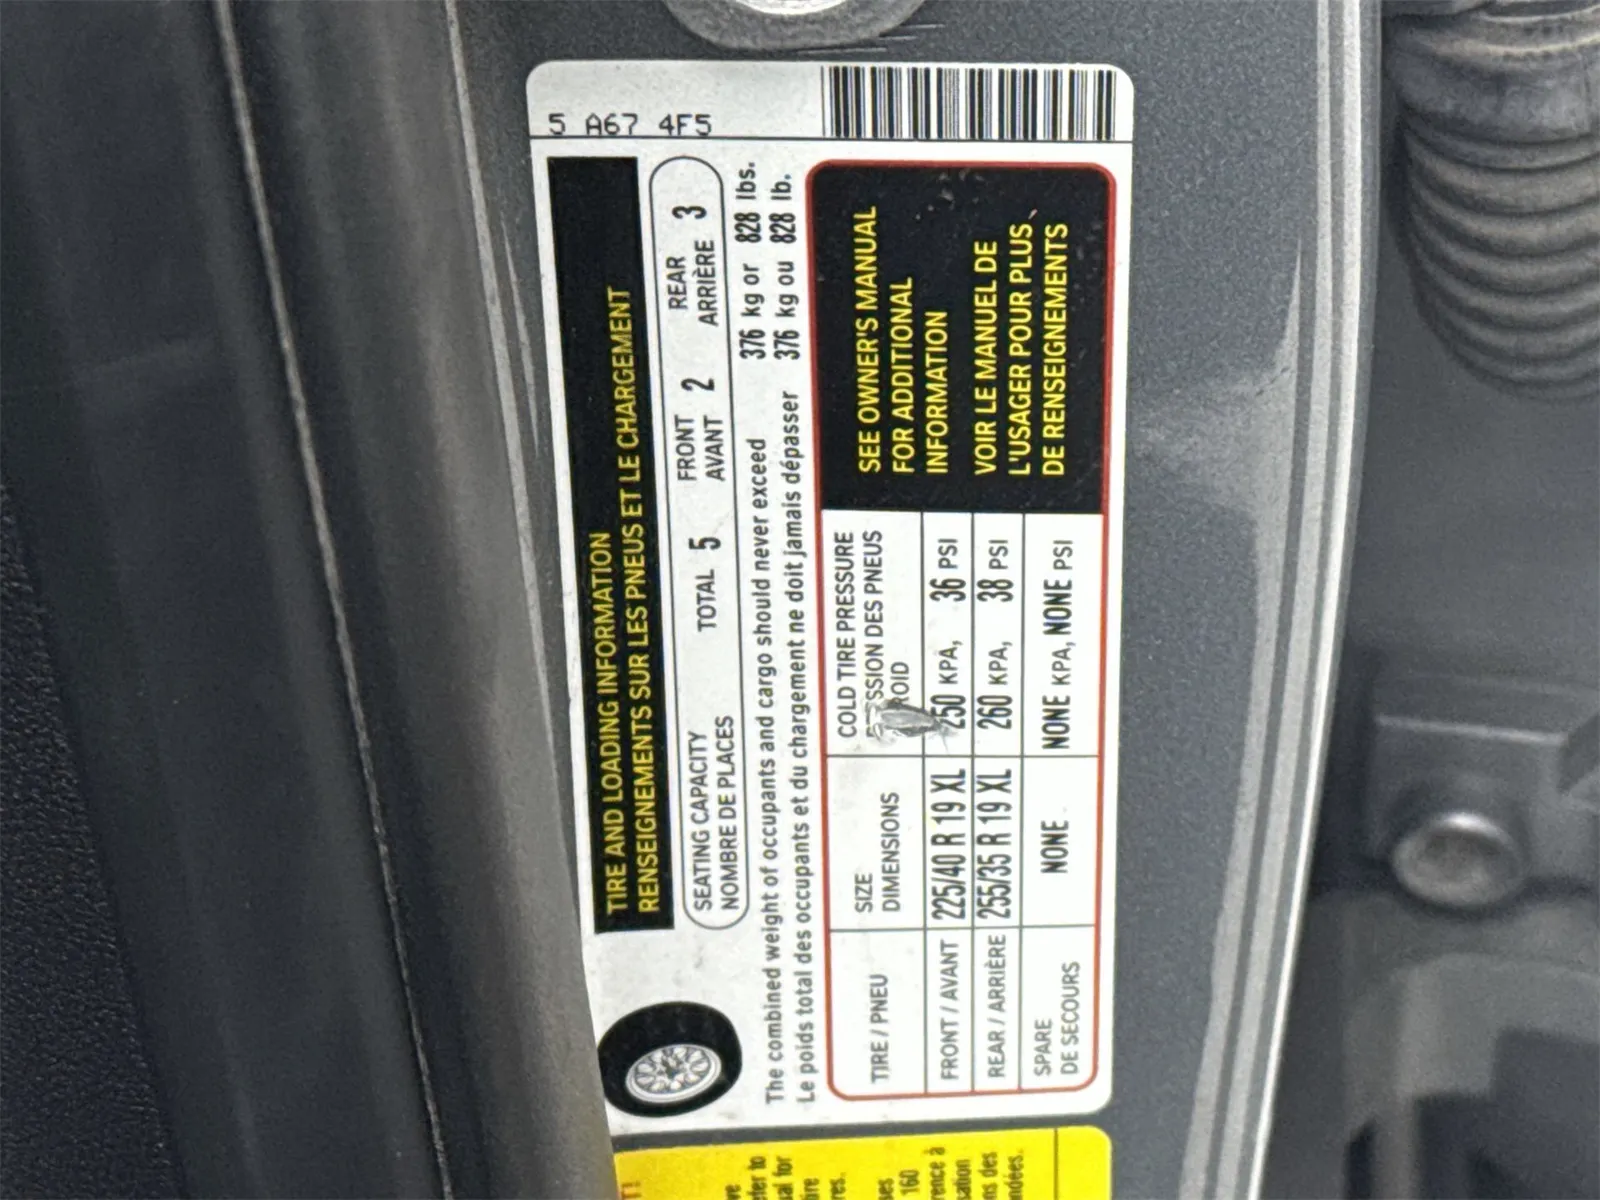 5 A67 4F5
TIRE AND LOADING INFORMATION
RENSEIGNEMENTS SUR LES PNEUS ET LE CHARGEMENT
SEATING CAPACITY
NOMBRE DE PLACES
TOTAL 5
FRONT
AVANT 2
REAR
ARRIÈRE 3
The combined weight of occupants and cargo should never exceed 376 kg or 828 lbs.
Le poids total des occupants et du chargement ne doit jamais dépasser 376 kg ou 828 lb.
TIRE / PNEU
SIZE
DIMENSIONS
COLD TIRE PRESSURE
DES PNEUS
FRONT / AVANT 225/40 R 19 XL 250 KPA, 36 PSI
REAR / ARRIÈRE 255/35 R 19 XL 260 KPA, 38 PSI
SPARE
DE SECOURS
NONE
NONE KPA, NONE PSI
SEE OWNER'S MANUAL
FOR ADDITIONAL
INFORMATION
VOIR LE MANUEL DE
L'USAGER POUR PLUS
DE RENSEIGNEMENTS
160